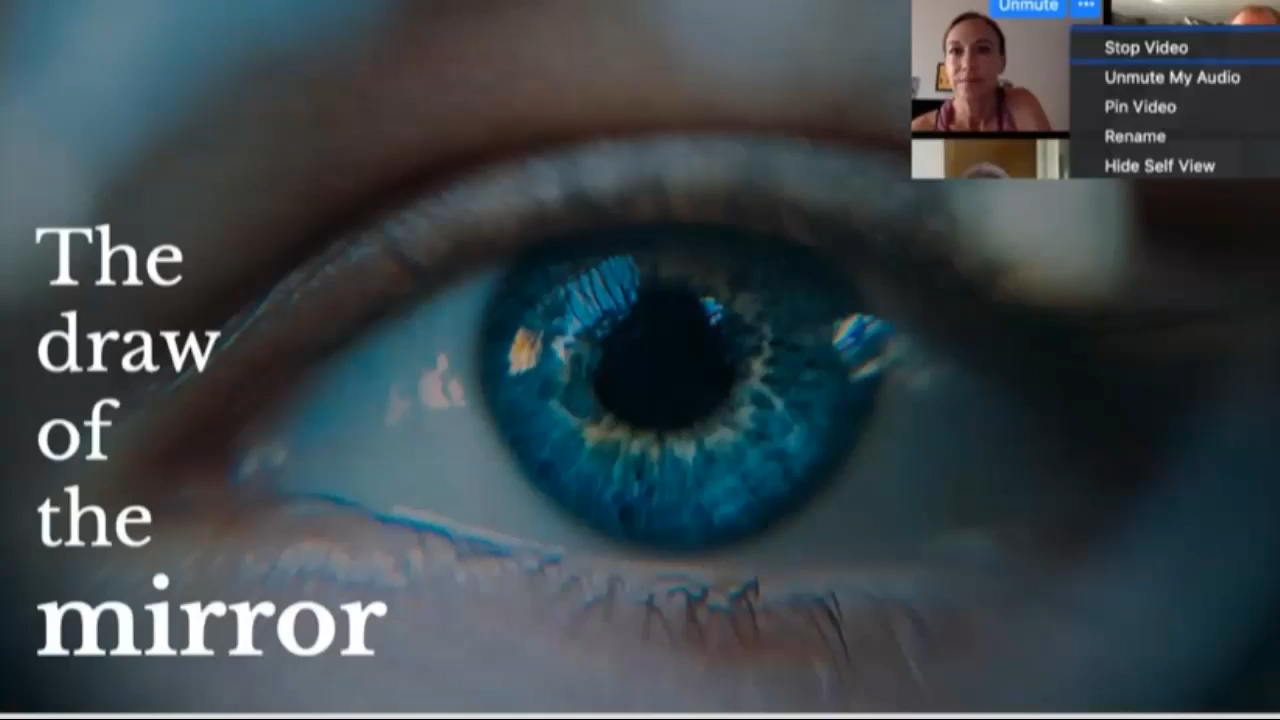 The
draw
of
the
mirror
Unmute
Stop Video
Unmute My Audio
Pin Video
Rename
Hide Self View